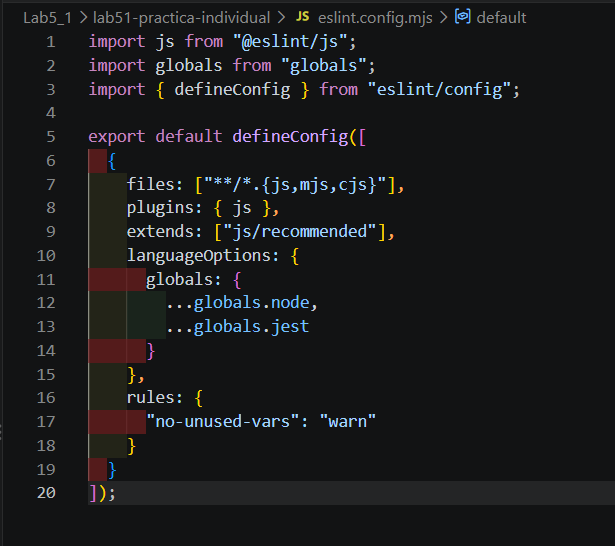 Lab5_1 > lab51-practica-individual > JS eslint.config.mjs > default
1 import js from "@eslint/js";
2 import globals from "globals";
3 import { defineConfig } from "eslint/config";
4
5 export default defineConfig([
6   {
7     files: ["**/*.{js,mjs,cjs}"],
8     plugins: { js },
9     extends: ["js/recommended"],
10     languageOptions: {
11       globals: {
12         ...globals.node,
13         ...globals.jest
14       }
15     },
16     rules: {
17       "no-unused-vars": "warn"
18     }
19   }
20 ]);